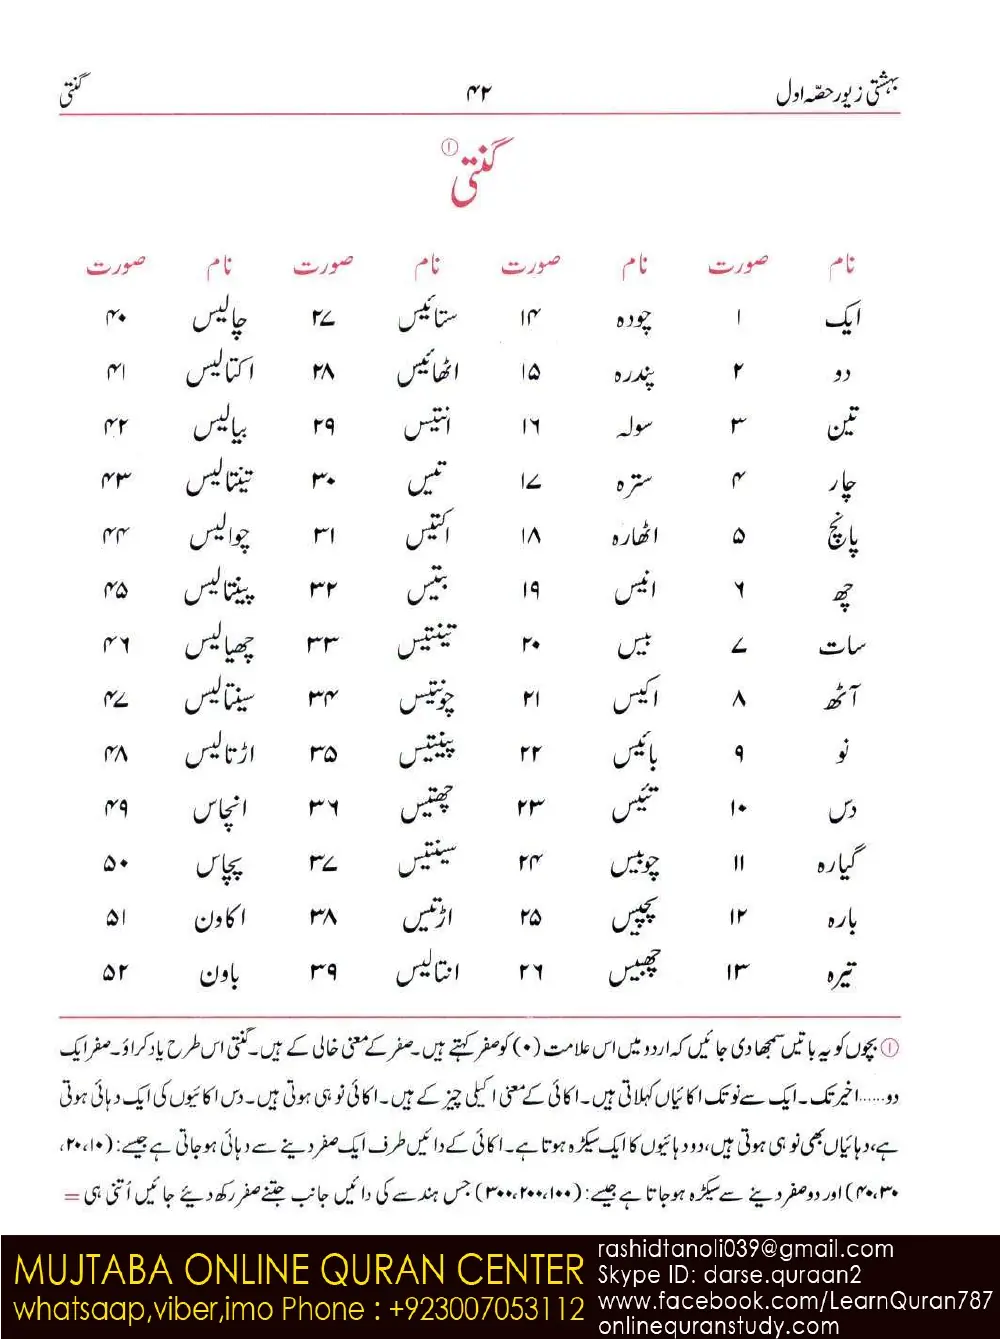 بہشتی زیور حصّہ اول ۴۲ گنتی
گنتی ①
نام صورت نام صورت نام صورت نام صورت
ایک ۱ چودہ ۱۴ ستائیس ۲۷ چالیس ۴۰
دو ۲ پندرہ ۱۵ اٹھائیس ۲۸ اکتالیس ۴۱
تین ۳ سولہ ۱۶ انتیس ۲۹ بیالیس ۴۲
چار ۴ سترہ ۱۷ تیس ۳۰ تینتالیس ۴۳
پانچ ۵ اٹھارہ ۱۸ اکتیس ۳۱ چوالیس ۴۴
چھ ۶ انیس ۱۹ بتیس ۳۲ پینتالیس ۴۵
سات ۷ بیس ۲۰ تینتیس ۳۳ چھیالیس ۴۶
آٹھ ۸ اکیس ۲۱ چونتیس ۳۴ سینتالیس ۴۷
نو ۹ بائیس ۲۲ پینتیس ۳۵ اڑتالیس ۴۸
دس ۱۰ تئیس ۲۳ چھتیس ۳۶ انچاس ۴۹
گیارہ ۱۱ چوبیس ۲۴ سینتیس ۳۷ پچاس ۵۰
بارہ ۱۲ پچیس ۲۵ اڑتیس ۳۸ اکاون ۵۱
تیرہ ۱۳ چھبیس ۲۶ انتالیس ۳۹ باون ۵۲
① بچوں کو یہ باتیں سمجھا دی جائیں کہ اردو میں اس علامت (۰) کو صفر کہتے ہیں۔ صفر کے معنی خالی کے ہیں۔ گنتی اس طرح یاد کراؤ۔ صفر ایک
دو......اخیر تک۔ ایک سے نو تک اکائیاں کہلاتی ہیں۔ اکائی کے معنی اکیلی چیز کے ہیں۔ اکائی نو ہی ہوتی ہیں۔ دس اکائیوں کی ایک دہائی ہوتی
ہے، دہائیاں بھی نو ہی ہوتی ہیں، دو دہائیوں کا ایک سیکڑہ ہوتا ہے۔ اکائی کے دائیں طرف ایک صفر دینے سے دہائی ہو جاتی ہے جیسے: (۱۰، ۲۰،
۳۰، ۴۰) اور دو صفر دینے سے سیکڑہ ہو جاتا ہے جیسے: (۱۰۰، ۲۰۰، ۳۰۰) جس ہندسے کی دائیں جانب جتنے صفر رکھ دیئے جائیں اُتنی ہی =
MUJTABA ONLINE QURAN CENTER
whatsaap,viber,imo Phone : +923007053112
rashidtanoli039@gmail.com
Skype ID: darse.quraan2
www.facebook.com/LearnQuran787
onlinequranstudy.com